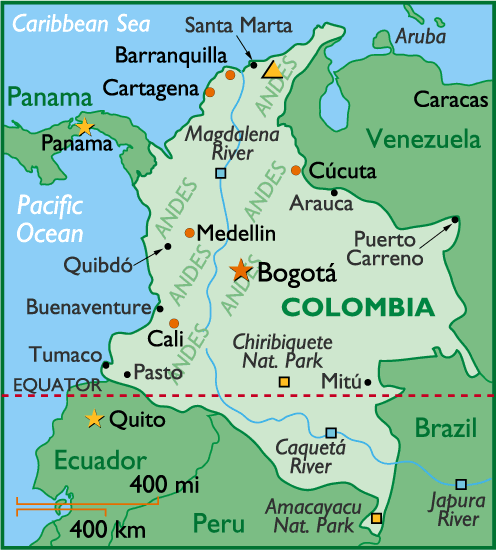 Caribbean Sea
Santa Marta
Aruba
Barranquilla
Cartagena
ANDES
Panama
Caracas
Panama
Magdalena
River
Venezuela
Cúcuta
ANDES
ANDES
Arauca
Pacific
Ocean
Medellin
Puerto
Carreno
Quibdó
ANDES
ANDES
Bogotá
Buenaventure
COLOMBIA
Cali
ANDES
Chiribiquete
Nat. Park
Tumaco
Pasto
Mitú
EQUATOR
Quito
Brazil
Caquetá
River
Ecuador
400 mi
400 km
Peru
Amacayacu
Nat. Park
Japura
River